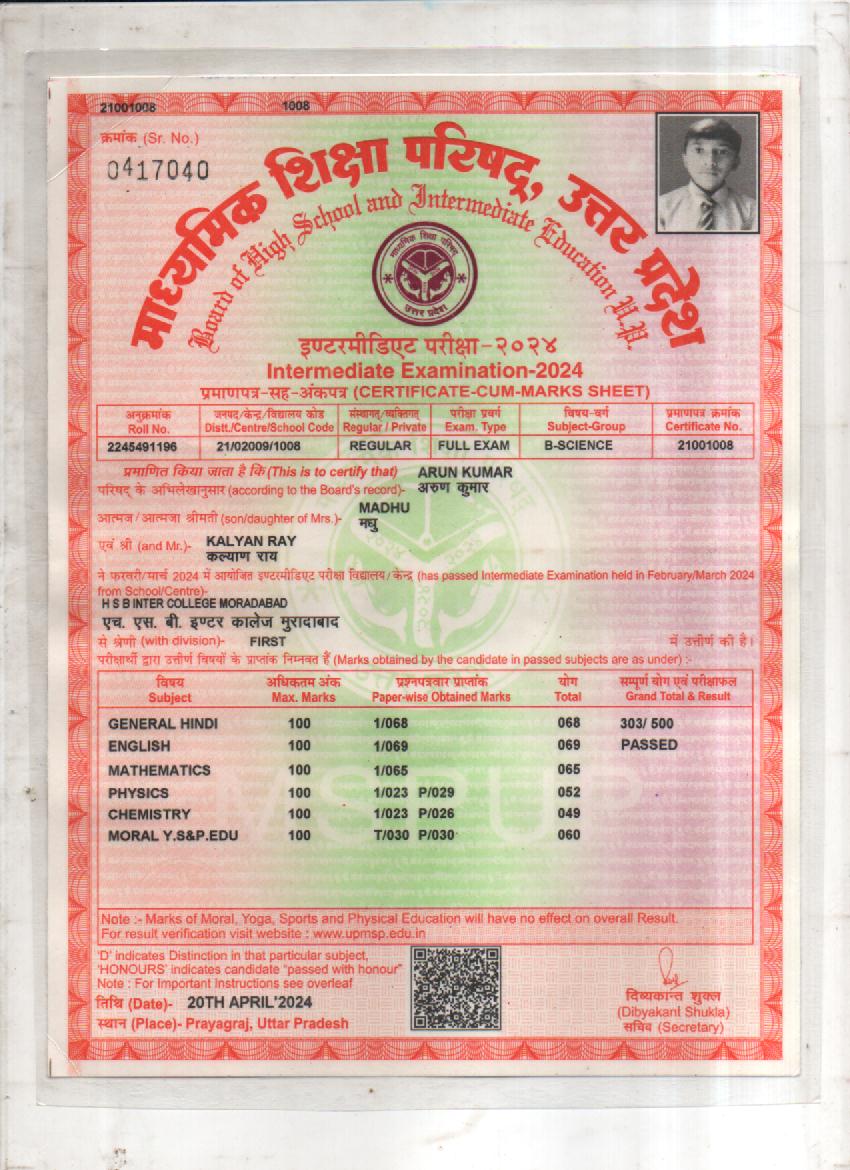 21001008 1008
क्रमांक (Sr. No.)
0417040
माध्यमिक शिक्षा परिषद्, उत्तर प्रदेश
Board of High School and Intermediate Education U.P.
माध्यमिक शिक्षा परिषद
उत्तर प्रदेश
इण्टरमीडिएट परीक्षा-२०२४
Intermediate Examination-2024
प्रमाणपत्र-सह-अंकपत्र (CERTIFICATE-CUM-MARKS SHEET)
अनुक्रमांक जनपद/केन्द्र/विद्यालय कोड संस्थागत/व्यक्तिगत परीक्षा प्रवर्ग विषय-वर्ग प्रमाणपत्र क्रमांक
Roll No. Distt./Centre/School Code Regular / Private Exam. Type Subject-Group Certificate No.
2245491196 21/02009/1008 REGULAR FULL EXAM B-SCIENCE 21001008
प्रमाणित किया जाता है कि (This is to certify that) ARUN KUMAR
परिषद् के अभिलेखानुसार (according to the Board's record)- अरुण कुमार
आत्मज/आत्मजा श्रीमती (son/daughter of Mrs.)- MADHU
मधु
एवं श्री (and Mr.)- KALYAN RAY
कल्याण राय
ने फरवरी/मार्च 2024 में आयोजित इण्टरमीडिएट परीक्षा विद्यालय/केन्द्र (has passed Intermediate Examination held in February/March 2024
from School/Centre)-
H S B INTER COLLEGE MORADABAD
एच. एस. बी. इण्टर कालेज मुरादाबाद
से श्रेणी (with division)- FIRST में उत्तीर्ण की है।
परीक्षार्थी द्वारा उत्तीर्ण विषयों के प्राप्तांक निम्नवत हैं (Marks obtained by the candidate in passed subjects are as under) :-
विषय अधिकतम अंक प्रश्नपत्रवार प्राप्तांक योग सम्पूर्ण योग एवं परीक्षाफल
Subject Max. Marks Paper-wise Obtained Marks Total Grand Total & Result
GENERAL HINDI 100 1/068 068 303/ 500
ENGLISH 100 1/069 069 PASSED
MATHEMATICS 100 1/065 065
PHYSICS 100 1/023 P/029 052
CHEMISTRY 100 1/023 P/026 049
MORAL Y.S&P.EDU 100 T/030 P/030 060
MSPUP
Note :- Marks of Moral, Yoga, Sports and Physical Education will have no effect on overall Result.
For result verification visit website : www.upmsp.edu.in
'D' indicates Distinction in that particular subject,
'HONOURS' indicates candidate "passed with honour"
Note : For Important Instructions see overleaf
तिथि (Date)- 20TH APRIL'2024
स्थान (Place)- Prayagraj, Uttar Pradesh
दिब्यकान्त शुक्ल
(Dibyakant Shukla)
सचिव (Secretary)